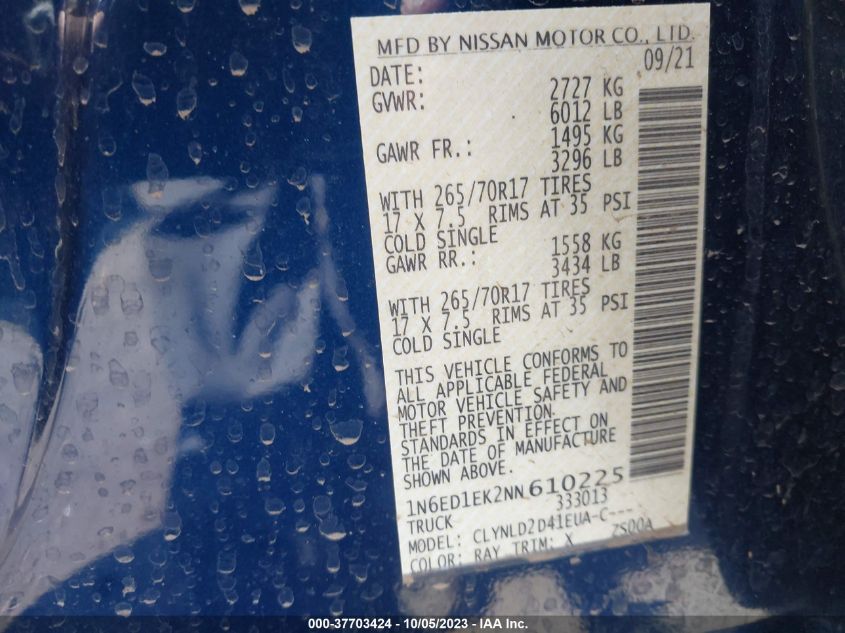 MFD BY NISSAN MOTOR CO., LTD.
DATE: 09/21
GVWR: 2727 KG
6012 LB
GAWR FR.: 1495 KG
3296 LB
WITH 265/70R17 TIRES
17 X 7.5 RIMS AT 35 PSI
COLD SINGLE
GAWR RR.: 1558 KG
3434 LB
WITH 265/70R17 TIRES
17 X 7.5 RIMS AT 35 PSI
COLD SINGLE
THIS VEHICLE CONFORMS TO
ALL APPLICABLE FEDERAL
MOTOR VEHICLE SAFETY AND
THEFT PREVENTION.
STANDARDS IN EFFECT ON
THE DATE OF MANUFACTURE
SHOWN ABOVE.
1N6ED1EK2NN610225
TRUCK 333013
MODEL: CLYNLD2D41EUA-C---
COLOR: RAY TRIM: X 2S00A
000-37703424 - 10/05/2023 - IAA Inc.